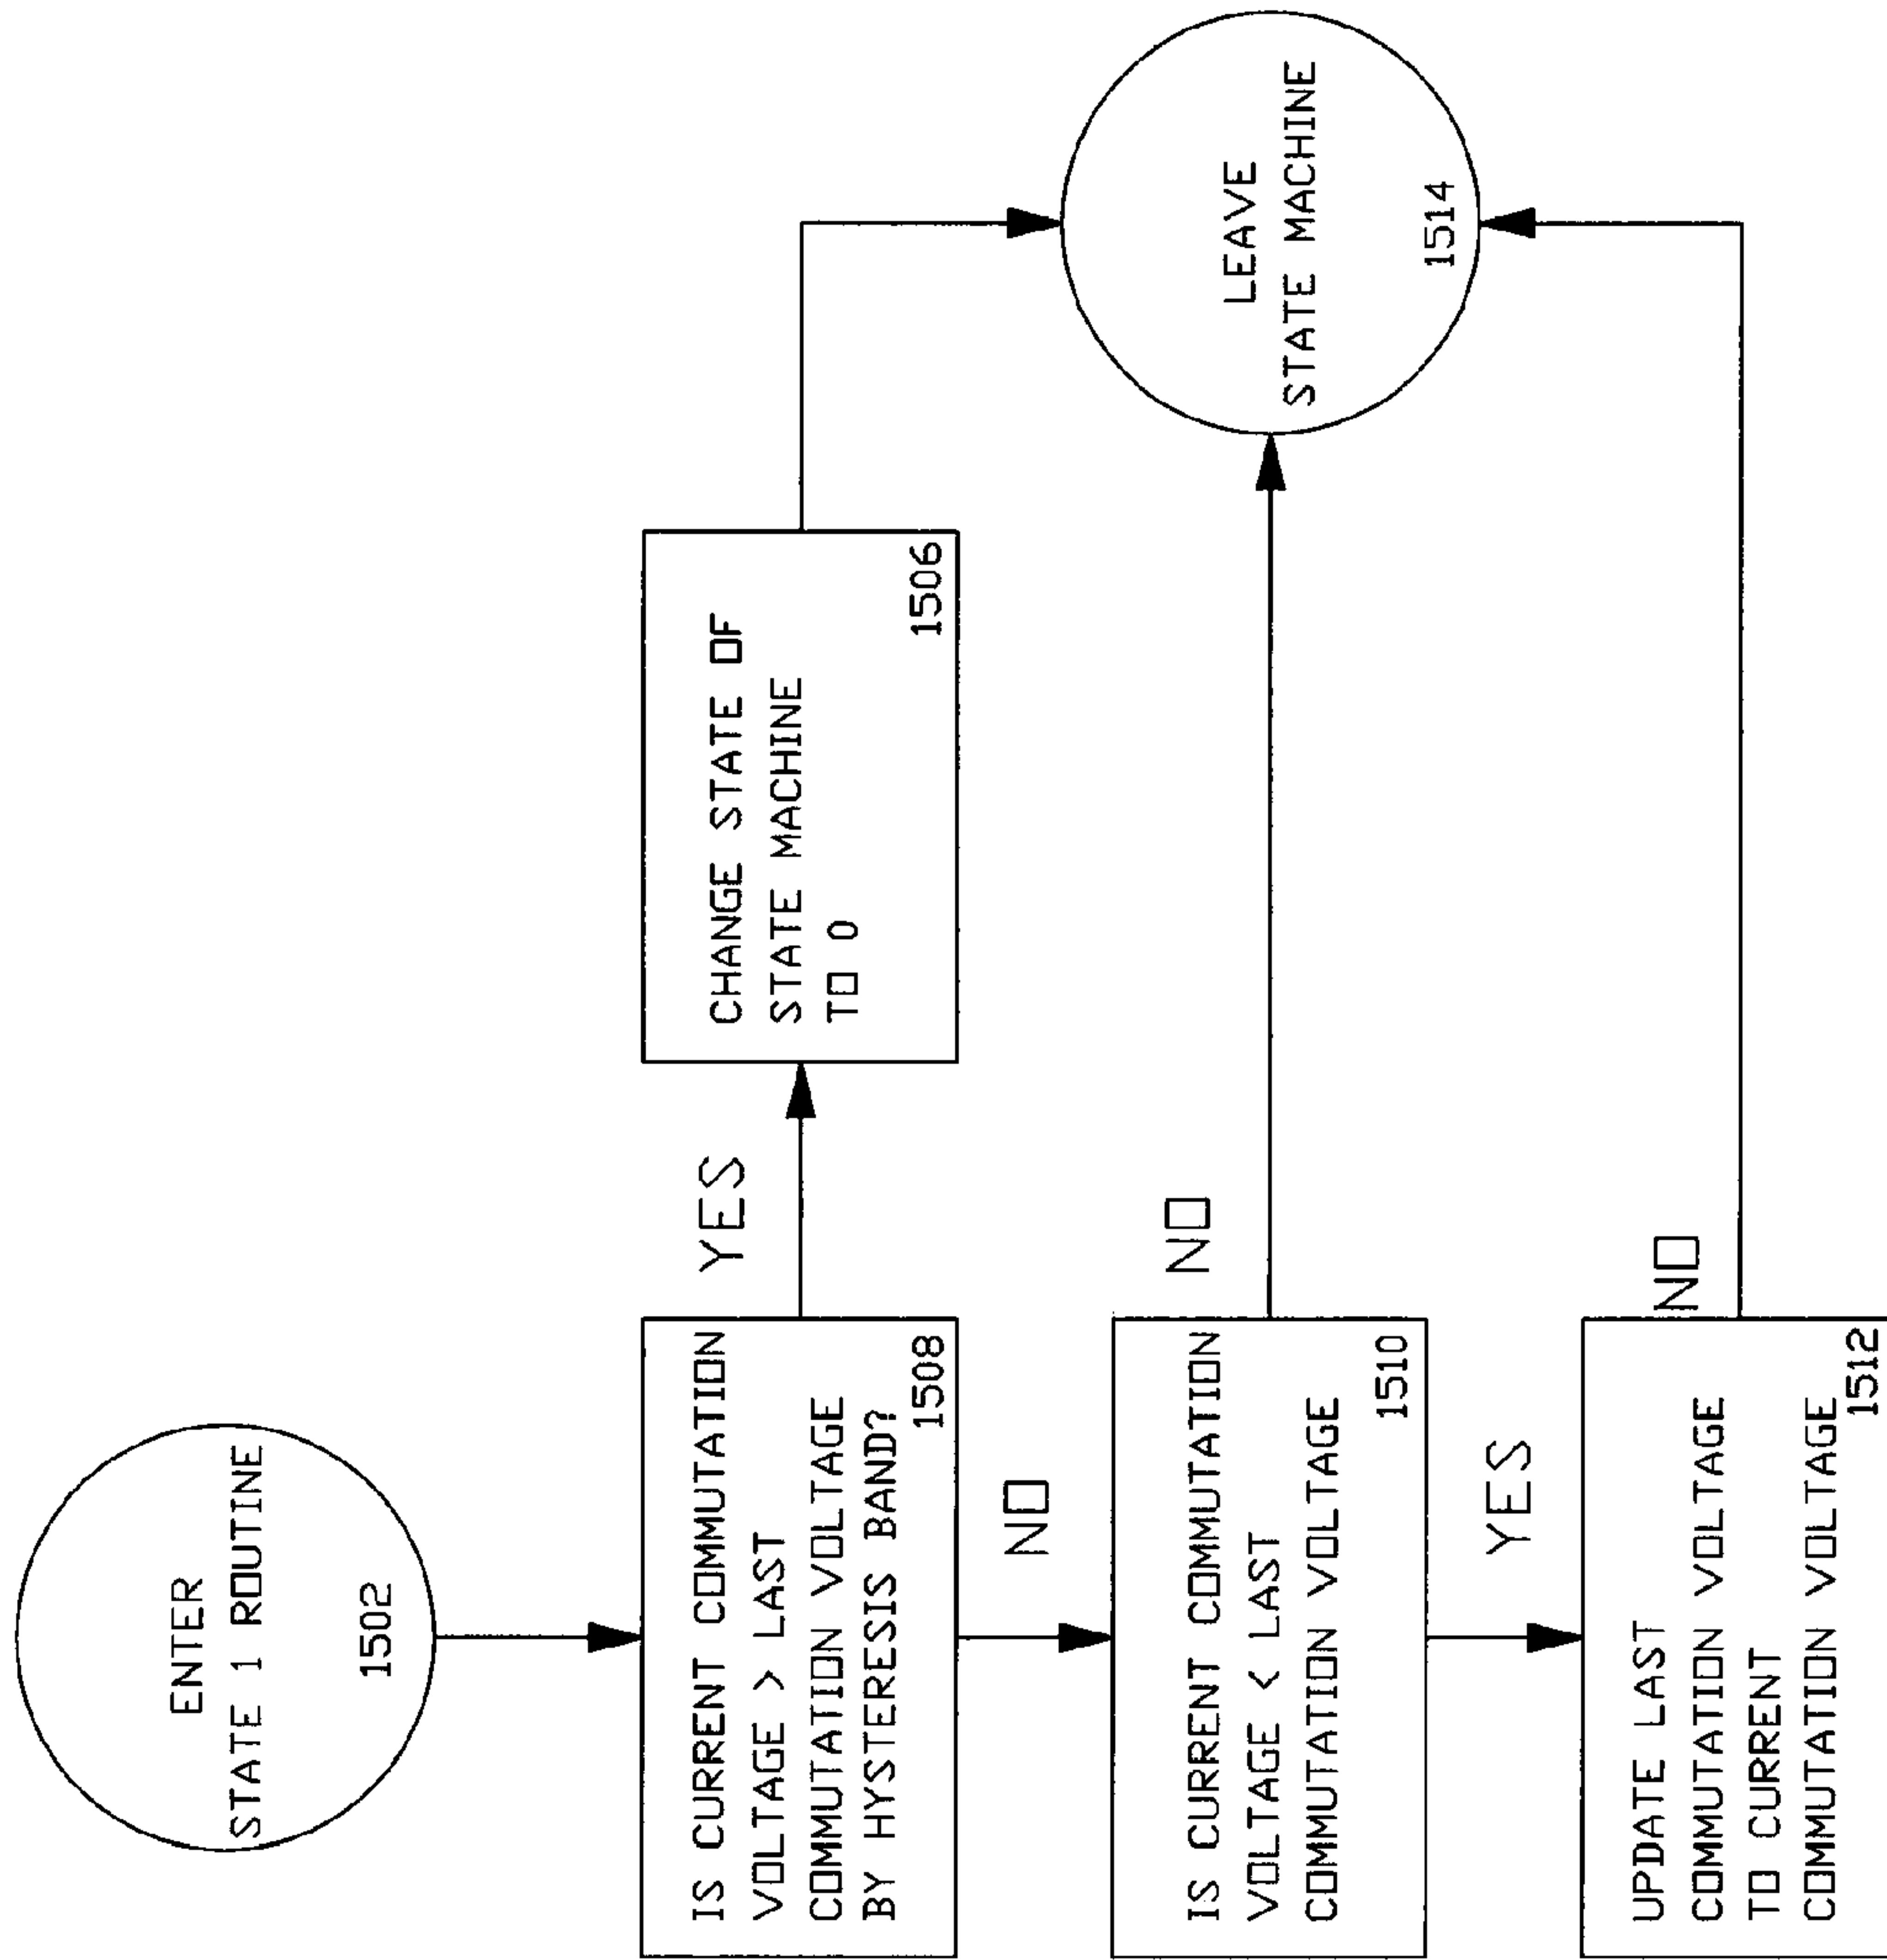 ENTER
STATE 1 ROUTINE
1502
IS CURRENT COMMUTATION
VOLTAGE > LAST
COMMUTATION VOLTAGE
BY HYSTERESIS BAND?
1508
YES
CHANGE STATE OF
STATE MACHINE
TO 0
1506
NO
IS CURRENT COMMUTATION
VOLTAGE < LAST
COMMUTATION VOLTAGE
1510
NO
LEAVE
STATE MACHINE
1514
YES
UPDATE LAST
COMMUTATION VOLTAGE
TO CURRENT
COMMUTATION VOLTAGE
1512
NO